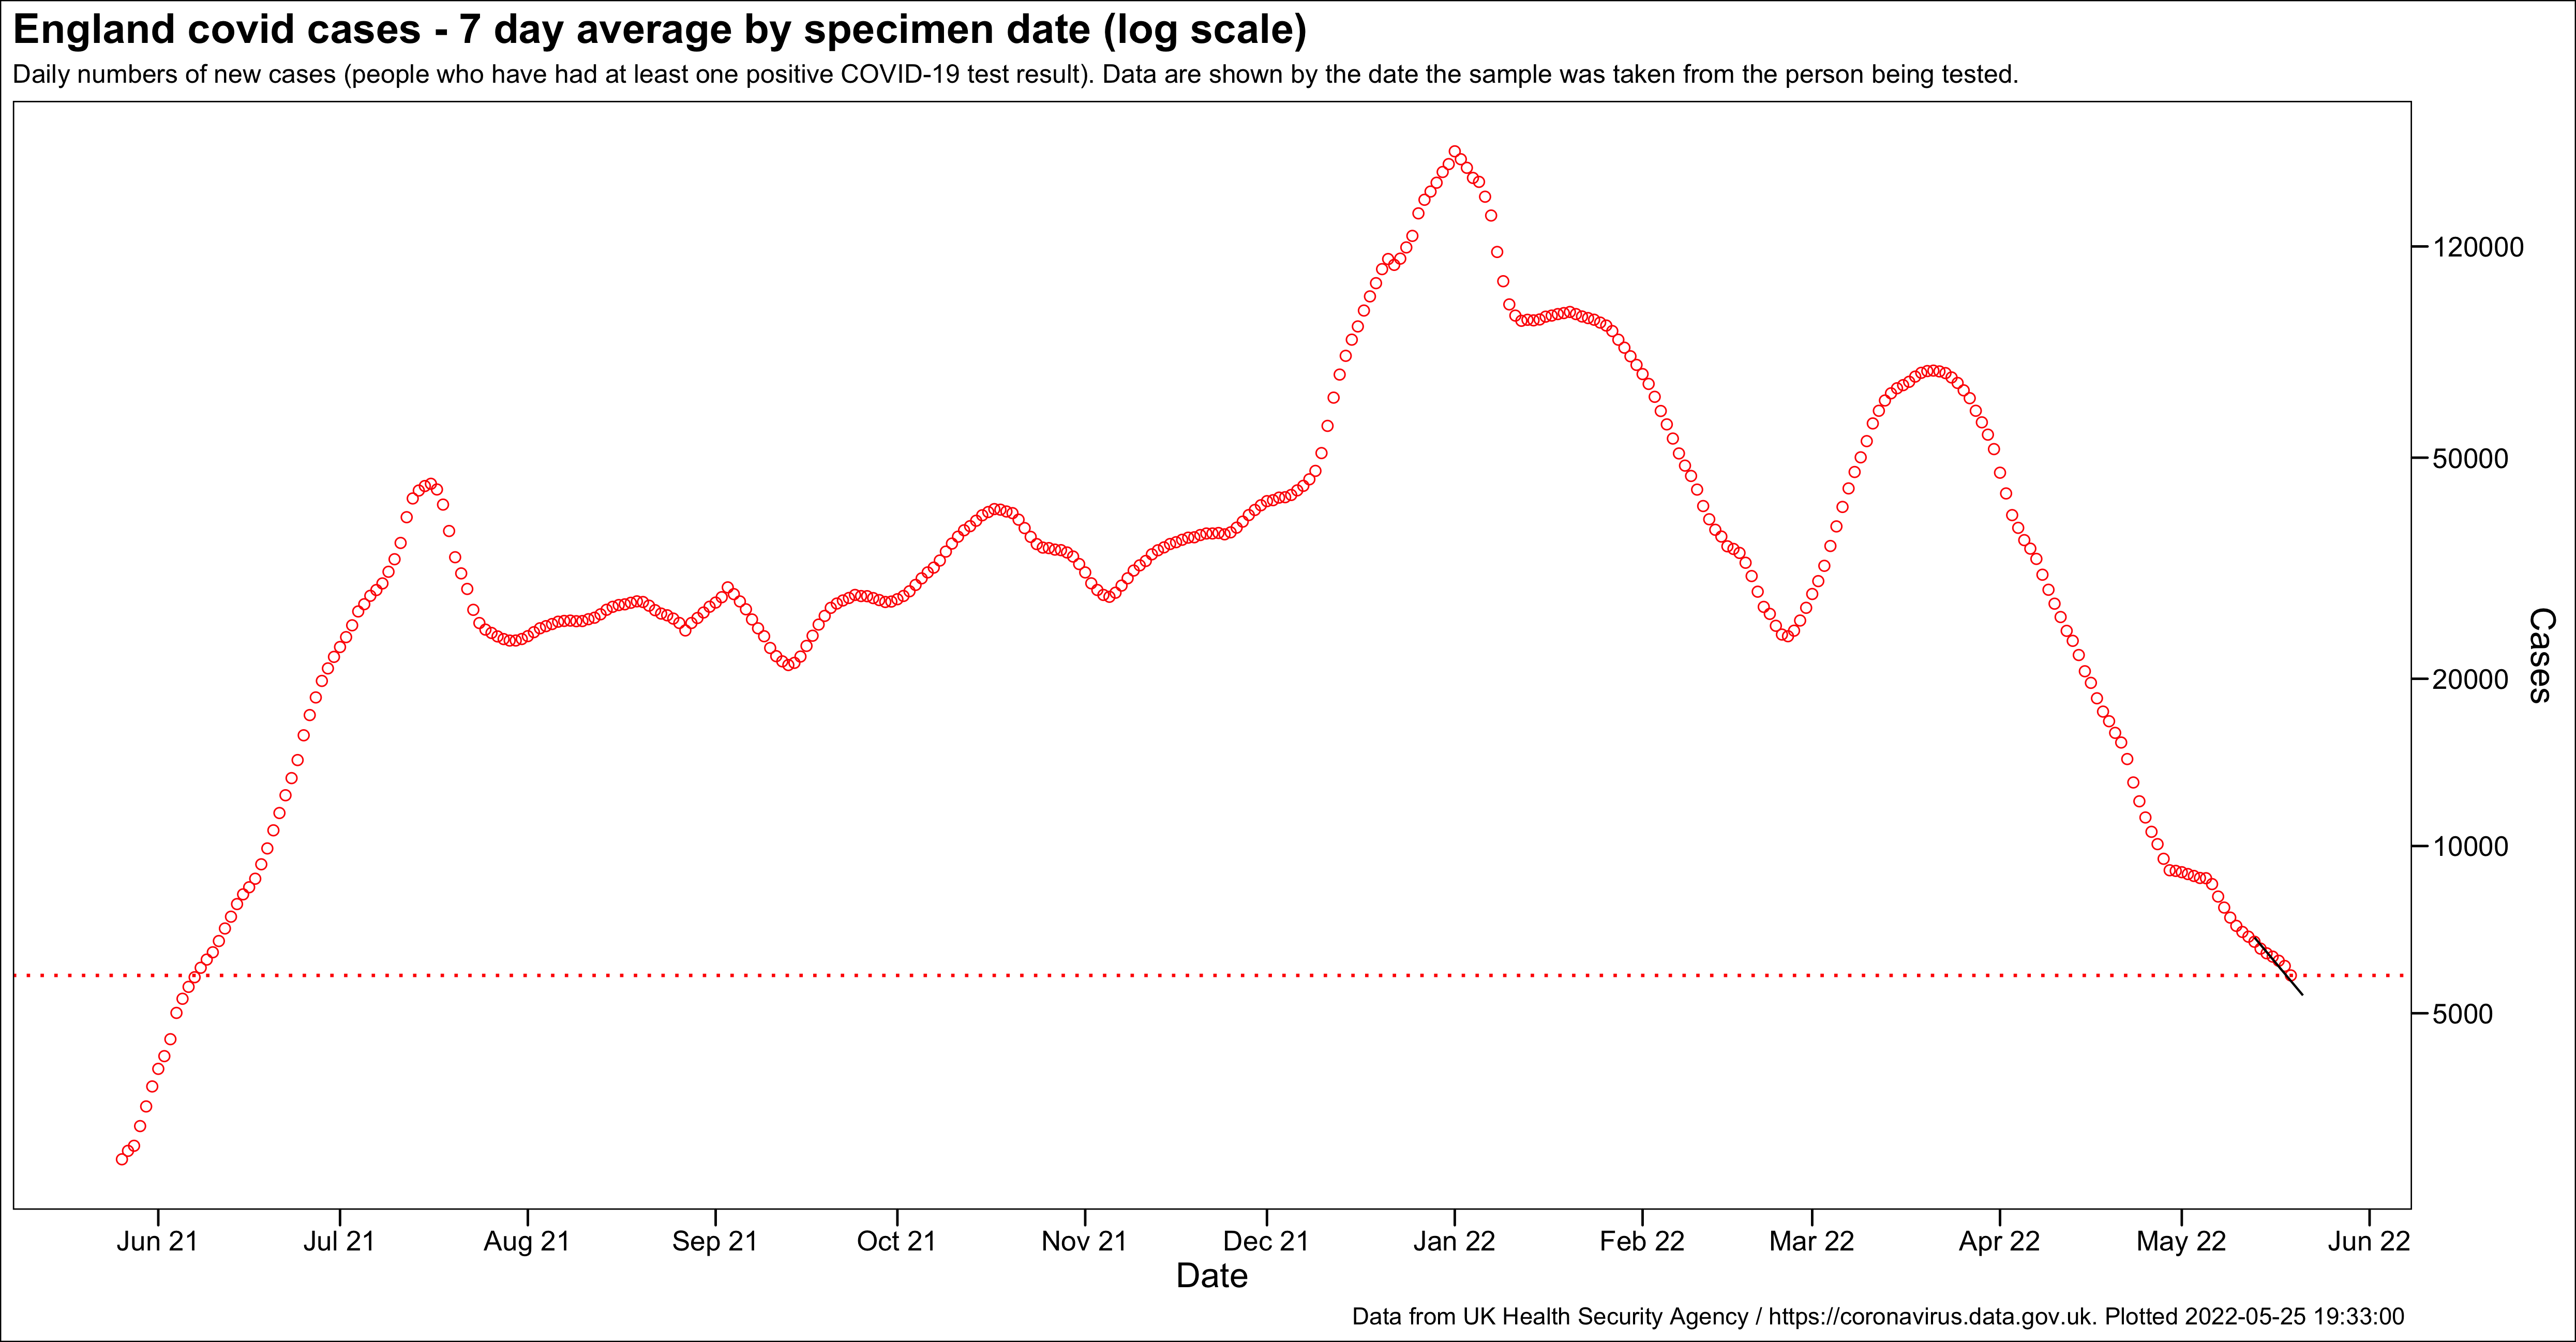 England covid cases - 7 day average by specimen date (log scale)
Daily numbers of new cases (people who have had at least one positive COVID-19 test result). Data are shown by the date the sample was taken from the person being tested.
120000
50000
20000
10000
5000
Cases
Jun 21 Jul 21 Aug 21 Sep 21 Oct 21 Nov 21 Dec 21 Jan 22 Feb 22 Mar 22 Apr 22 May 22 Jun 22
Date
Data from UK Health Security Agency / https://coronavirus.data.gov.uk. Plotted 2022-05-25 19:33:00